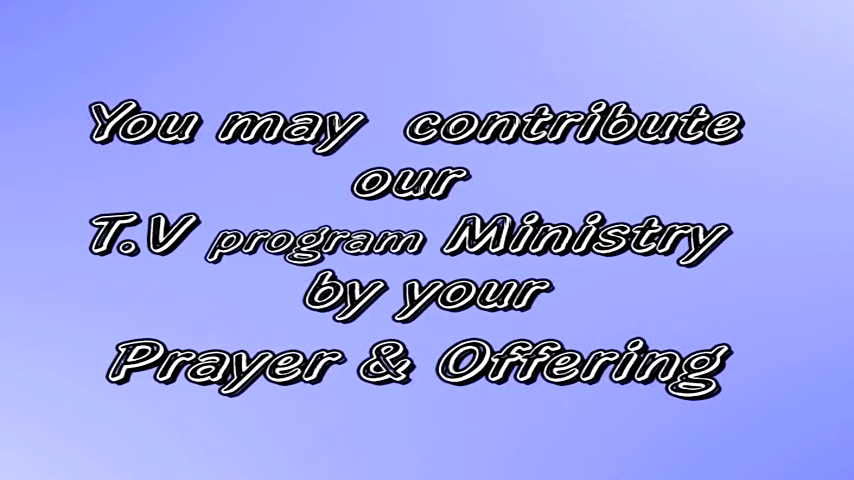 You may contribute
our
T.V program Ministry
by your
Prayer & Offering